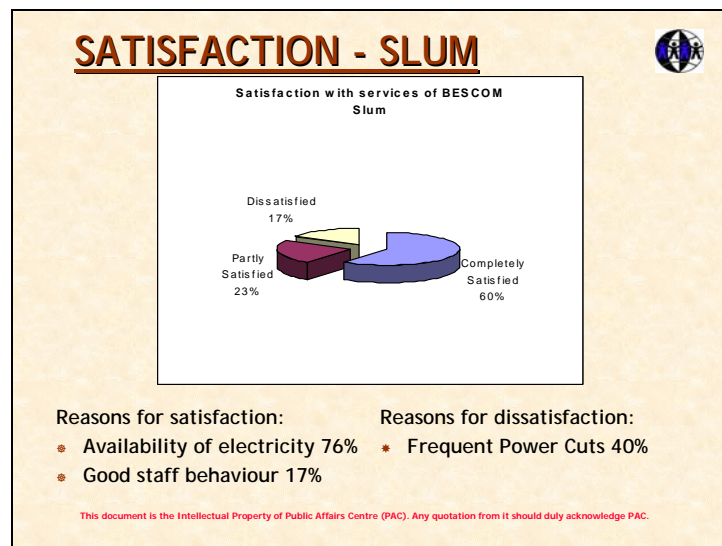 SATISFACTION - SLUM
Satisfaction with services of BESCOM
Slum
Dissatisfied
17%
Partly
Satisfied
23%
Completely
Satisfied
60%
Reasons for satisfaction:
Availability of electricity 76%
Good staff behaviour 17%
Reasons for dissatisfaction:
Frequent Power Cuts 40%
This document is the Intellectual Property of Public Affairs Centre (PAC). Any quotation from it should duly acknowledge PAC.